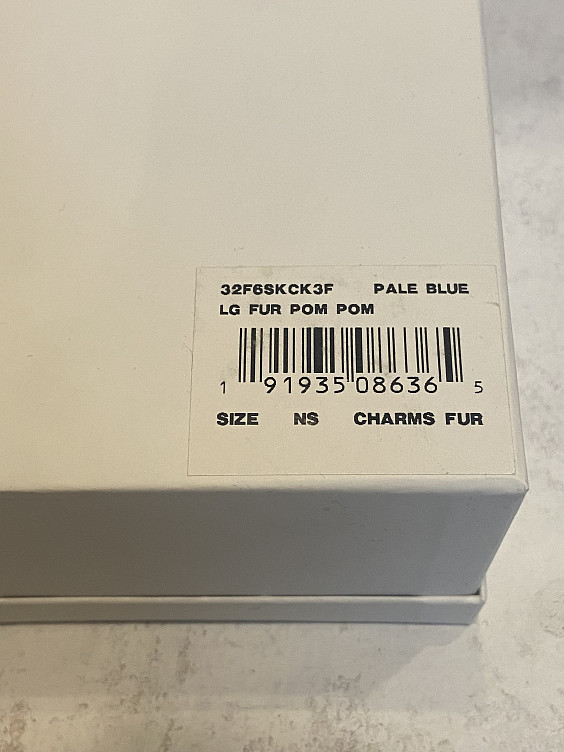 32F6SKCK3F PALE BLUE
LG FUR POM POM
1 91935 08636 5
SIZE NS CHARMS FUR